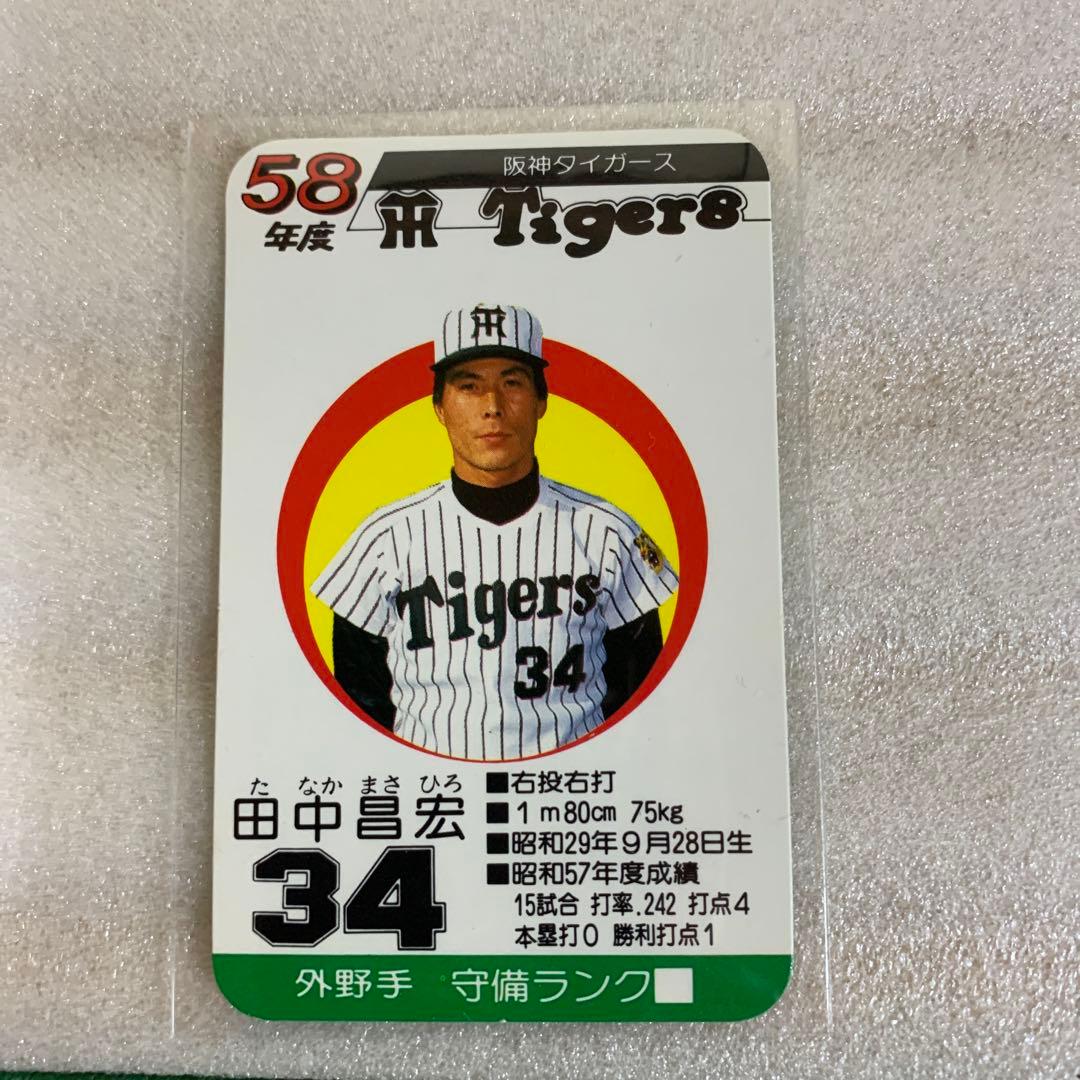 58
年度
阪神タイガース
TH Tigers
TH
Tigers
34
た なか まさ ひろ
田中昌宏
34
■右投右打
■1m80cm 75kg
■昭和29年9月28日生
■昭和57年度成績
15試合 打率.242 打点4
本塁打0 勝利打点1
外野手 守備ランク■